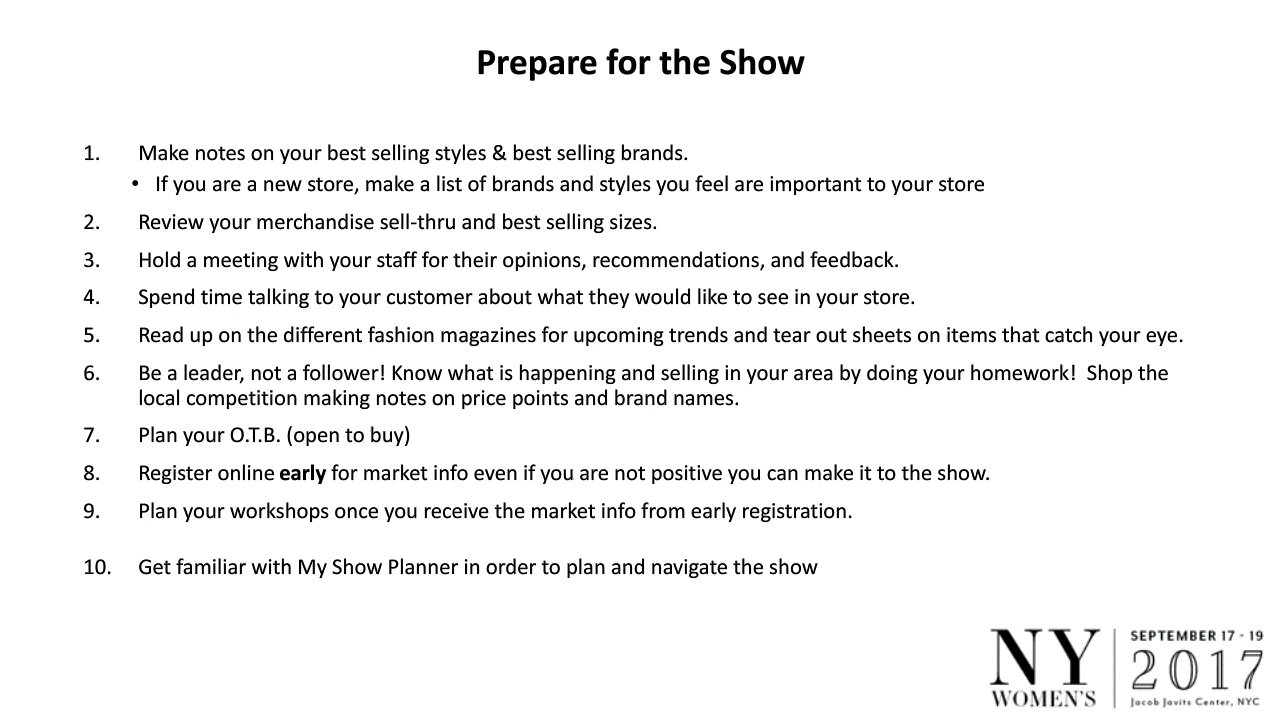 Prepare for the Show
1. Make notes on your best selling styles & best selling brands.
• If you are a new store, make a list of brands and styles you feel are important to your store
2. Review your merchandise sell-thru and best selling sizes.
3. Hold a meeting with your staff for their opinions, recommendations, and feedback.
4. Spend time talking to your customer about what they would like to see in your store.
5. Read up on the different fashion magazines for upcoming trends and tear out sheets on items that catch your eye.
6. Be a leader, not a follower! Know what is happening and selling in your area by doing your homework!  Shop the
local competition making notes on price points and brand names.
7. Plan your O.T.B. (open to buy)
8. Register online early for market info even if you are not positive you can make it to the show.
9. Plan your workshops once you receive the market info from early registration.
10. Get familiar with My Show Planner in order to plan and navigate the show
NY
WOMEN'S
SEPTEMBER 17 - 19
2017
Jacob Javits Center, NYC